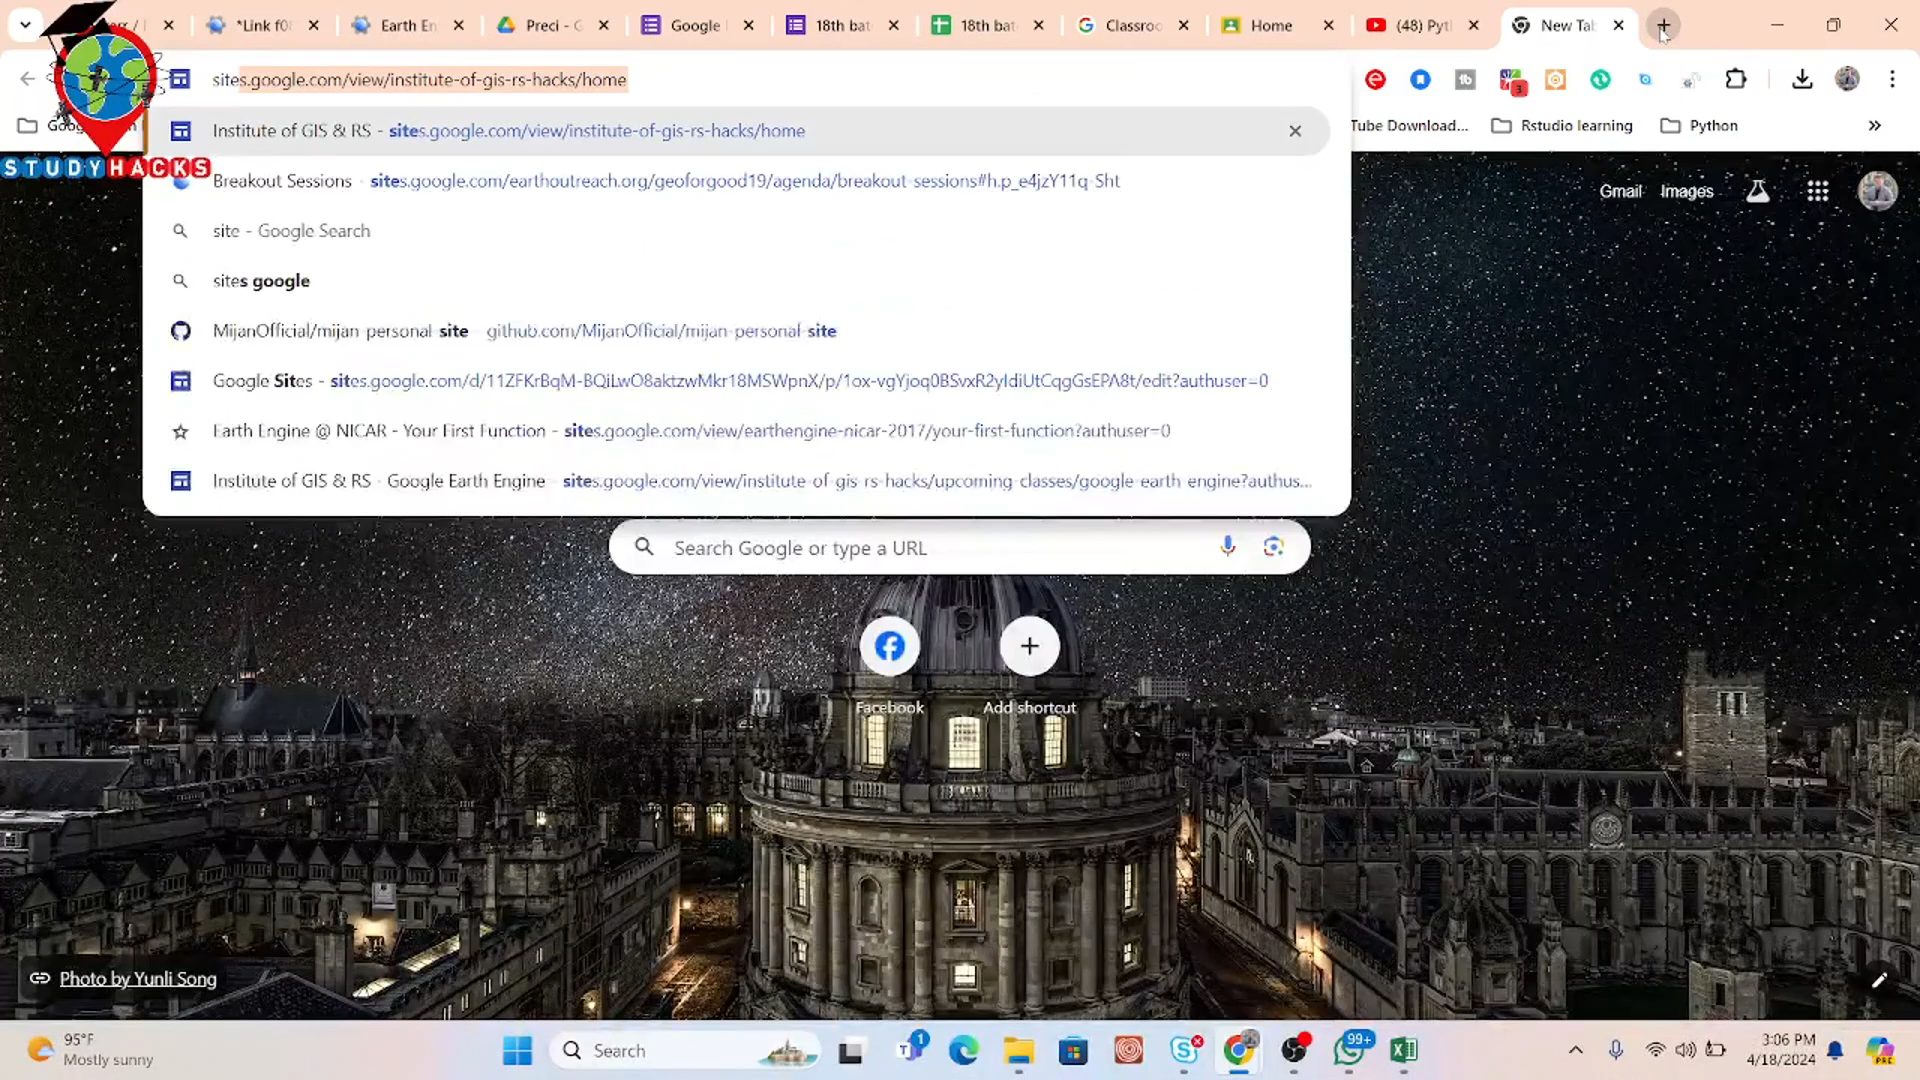 *Link f0
Earth En
Preci - G
Google
18th bat
18th bat
Classroo
Home
(48) Pyt
New Tab
sites.google.com/view/institute-of-gis-rs-hacks/home
3
Tube Download...
Rstudio learning
Python
STUDYHACKS
Institute of GIS & RS - sites.google.com/view/institute-of-gis-rs-hacks/home
Breakout Sessions - sites.google.com/earthoutreach.org/geoforgood19/agenda/breakout-sessions#h.p_e4jzY11q-Sht
site - Google Search
sites google
MijanOfficial/mijan-personal-site - github.com/MijanOfficial/mijan-personal-site
Google Sites - sites.google.com/d/11ZFKrBqM-BQiLwO8aktzwMkr18MSWpnX/p/1ox-vgYjoq0BSvxR2yIdiUtCqgGsEPA8t/edit?authuser=0
Earth Engine @ NICAR - Your First Function - sites.google.com/view/earthengine-nicar-2017/your-first-function?authuser=0
Institute of GIS & RS - Google Earth Engine - sites.google.com/view/institute-of-gis-rs-hacks/upcoming-classes/google-earth-engine?authus...
Gmail
Images
Search Google or type a URL
Facebook
Add shortcut
Photo by Yunli Song
95°F
Mostly sunny
Search
1
99+
3:06 PM
4/18/2024
PRE